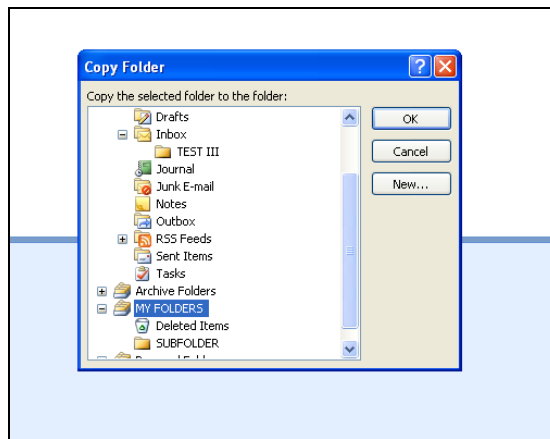 Copy Folder
Copy the selected folder to the folder:
Drafts
OK
Inbox
TEST III
Cancel
Journal
Junk E-mail
New...
Notes
Outbox
RSS Feeds
Sent Items
Tasks
Archive Folders
MY FOLDERS
Deleted Items
SUBFOLDER